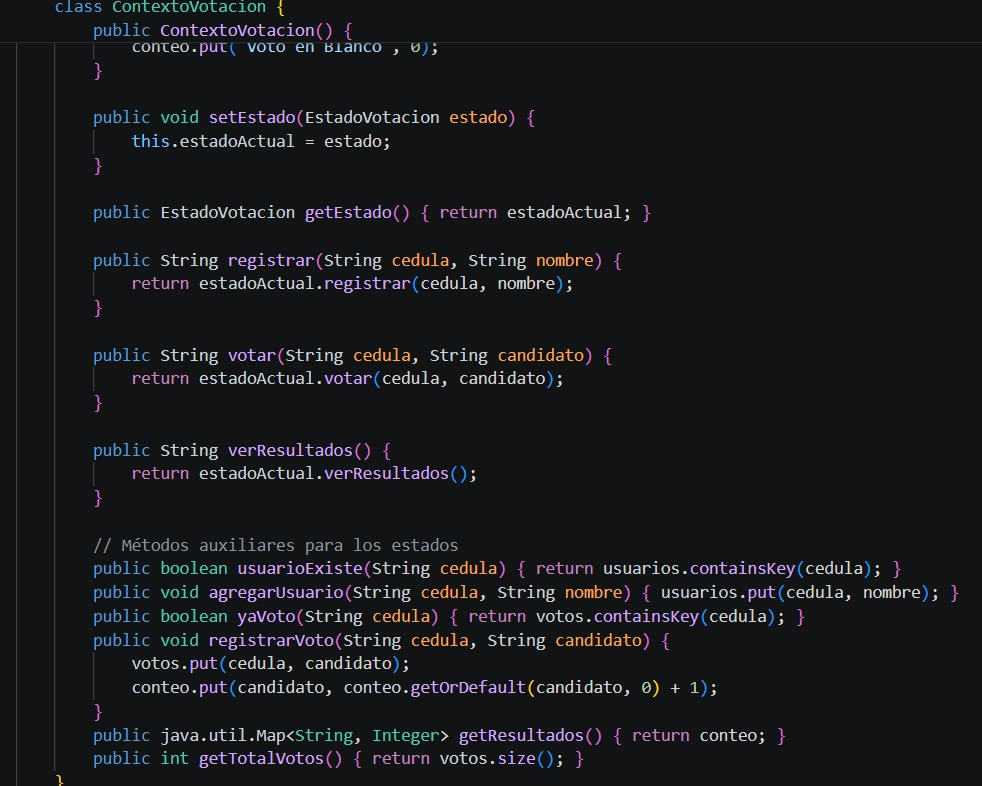 class ContextoVotacion {
    public ContextoVotacion() {
        conteo.put("Voto en Blanco", 0);
    }

    public void setEstado(EstadoVotacion estado) {
        this.estadoActual = estado;
    }

    public EstadoVotacion getEstado() { return estadoActual; }

    public String registrar(String cedula, String nombre) {
        return estadoActual.registrar(cedula, nombre);
    }

    public String votar(String cedula, String candidato) {
        return estadoActual.votar(cedula, candidato);
    }

    public String verResultados() {
        return estadoActual.verResultados();
    }

    // Métodos auxiliares para los estados
    public boolean usuarioExiste(String cedula) { return usuarios.containsKey(cedula); }
    public void agregarUsuario(String cedula, String nombre) { usuarios.put(cedula, nombre); }
    public boolean yaVoto(String cedula) { return votos.containsKey(cedula); }
    public void registrarVoto(String cedula, String candidato) {
        votos.put(cedula, candidato);
        conteo.put(candidato, conteo.getOrDefault(candidato, 0) + 1);
    }
    public java.util.Map<String, Integer> getResultados() { return conteo; }
    public int getTotalVotos() { return votos.size(); }
}